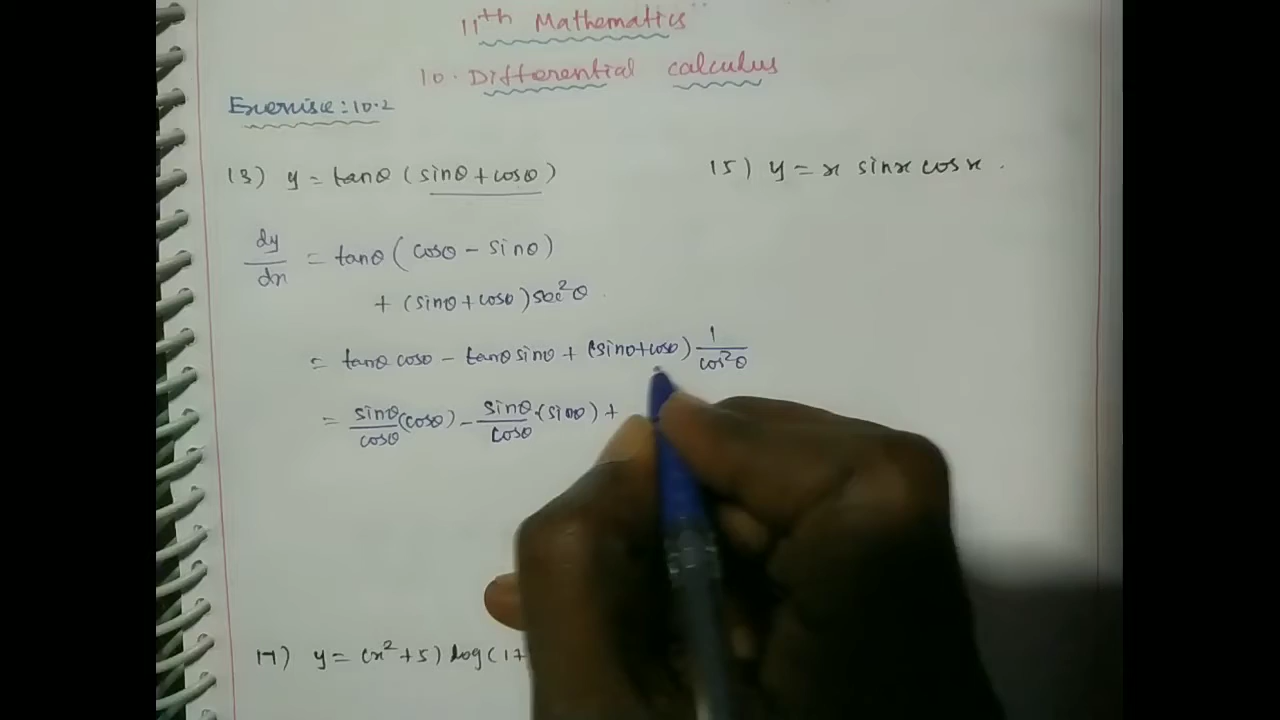 11th Mathematics
10. Differential calculus
Exercise: 10.2
13) y = tanθ (sinθ + cosθ)
dy/dx = tanθ (cosθ - sinθ)
+ (sinθ + cosθ) sec²θ
= tanθ cosθ - tanθ sinθ + (sinθ + cosθ) 1/cos²θ
= sinθ/cosθ (cosθ) - sinθ/cosθ · (sinθ) +
15) y = x sinx cosx .
17) y = (x² + 5) log (1+